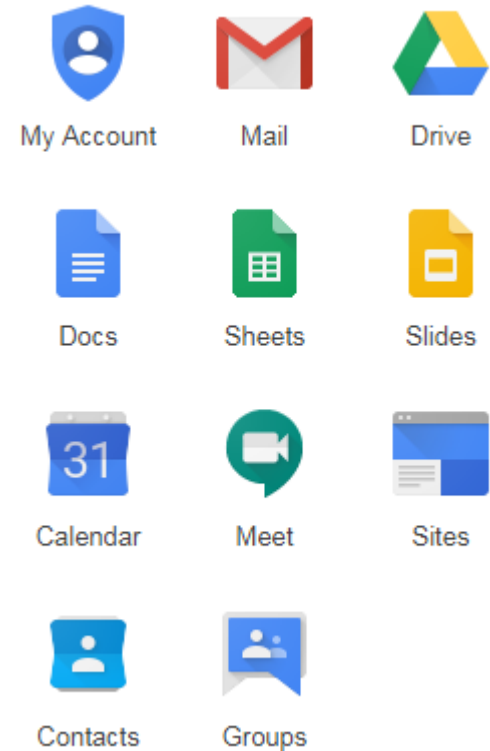 My Account Mail Drive
Docs Sheets Slides
31
Calendar Meet Sites
Contacts Groups